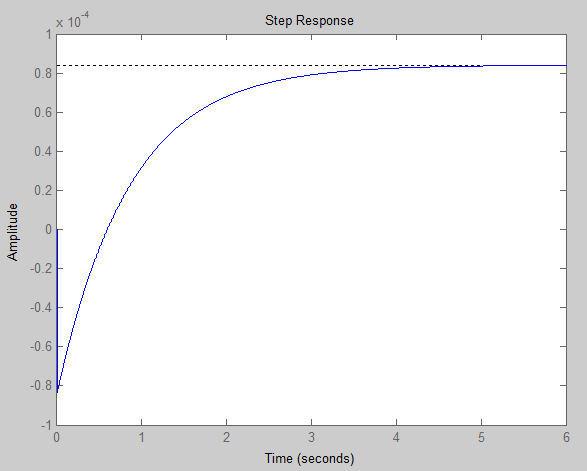 Step Response
x 10^-4
1
0.8
0.6
0.4
0.2
0
-0.2
-0.4
-0.6
-0.8
-1
Amplitude
0 1 2 3 4 5 6
Time (seconds)